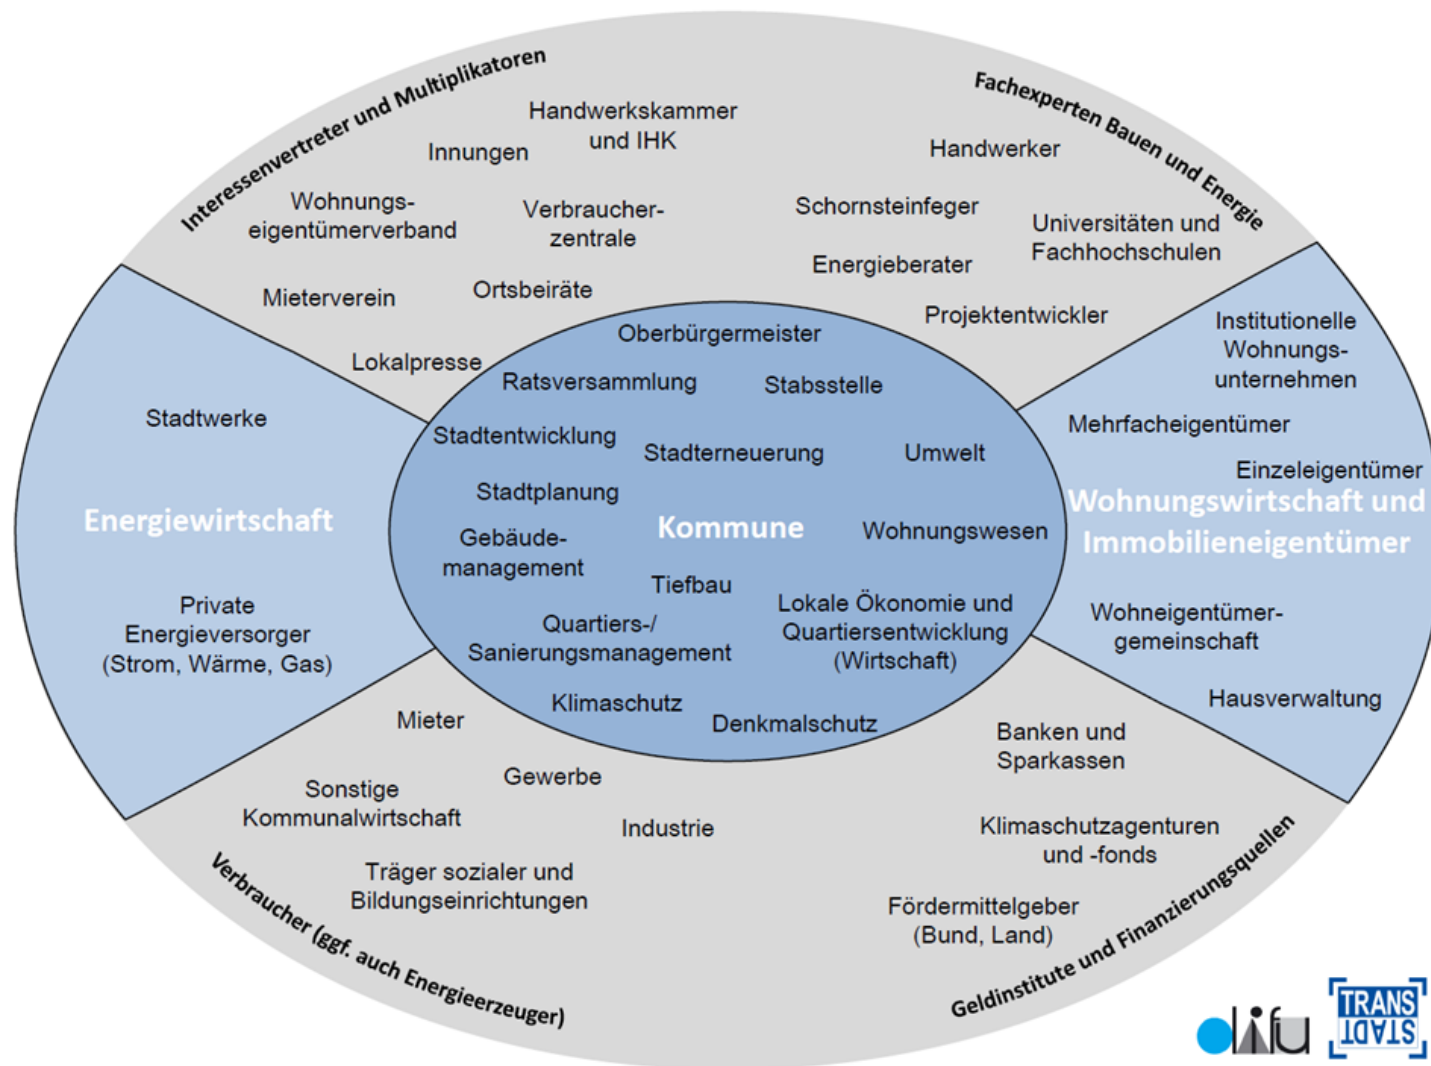 Interessenvertreter und Multiplikatoren
Handwerkskammer
und IHK
Innungen
Wohnungs-
eigentümerverband
Verbraucher-
zentrale
Mieterverein
Ortsbeiräte
Lokalpresse
Fachexperten Bauen und Energie
Handwerker
Schornsteinfeger
Universitäten und
Fachhochschulen
Energieberater
Projektentwickler
Stadtwerke
Energiewirtschaft
Private
Energieversorger
(Strom, Wärme, Gas)
Oberbürgermeister
Ratsversammlung
Stabsstelle
Stadtentwicklung
Stadterneuerung
Umwelt
Stadtplanung
Kommune
Wohnungswesen
Gebäude-
management
Tiefbau
Lokale Ökonomie und
Quartiersentwicklung
(Wirtschaft)
Quartiers-/
Sanierungsmanagement
Klimaschutz
Denkmalschutz
Institutionelle
Wohnungs-
unternehmen
Mehrfacheigentümer
Einzeleigentümer
Wohnungswirtschaft und
Immobilieneigentümer
Wohneigentümer-
gemeinschaft
Hausverwaltung
Mieter
Gewerbe
Sonstige
Kommunalwirtschaft
Industrie
Träger sozialer und
Bildungseinrichtungen
Verbraucher (ggf. auch Energieerzeuger)
Banken und
Sparkassen
Klimaschutzagenturen
und -fonds
Fördermittelgeber
(Bund, Land)
Geldinstitute und Finanzierungsquellen
difu
TRANS
STADT